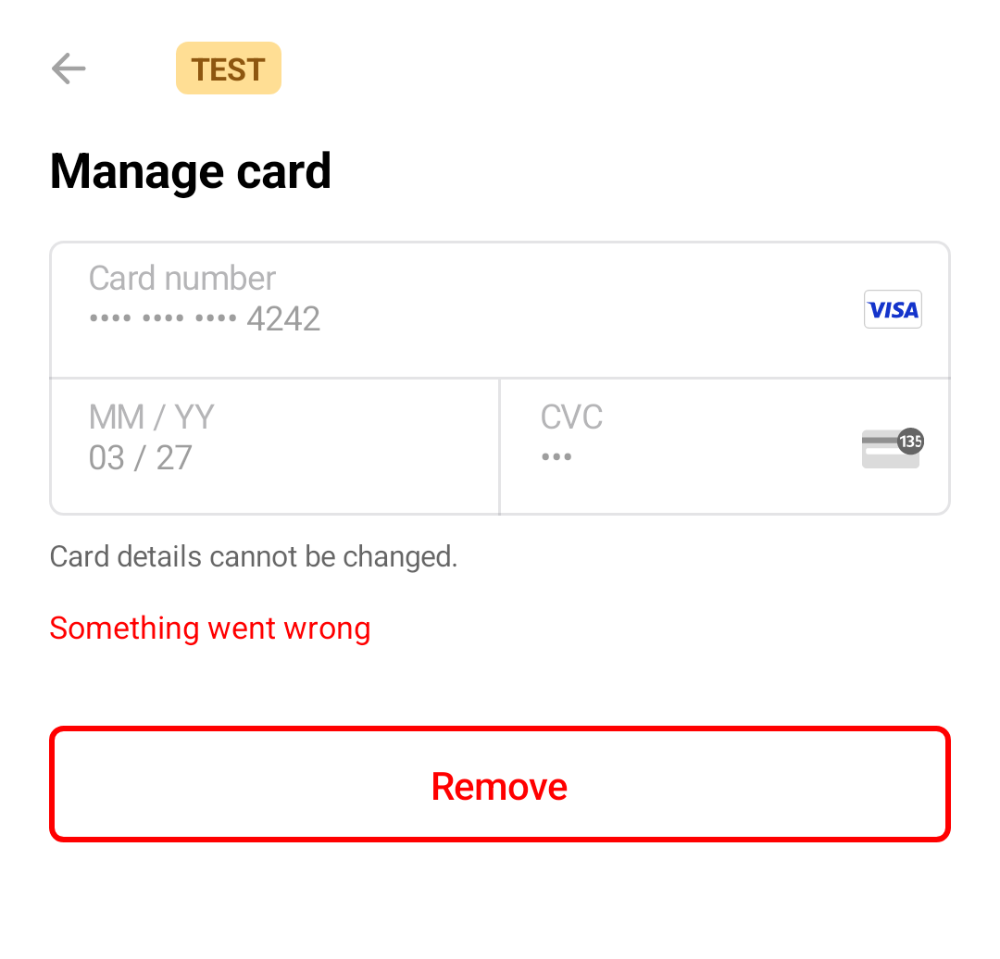 TEST
Manage card
Card number
•••• •••• •••• 4242
VISA
MM / YY
03 / 27
CVC
•••
135
Card details cannot be changed.
Something went wrong
Remove